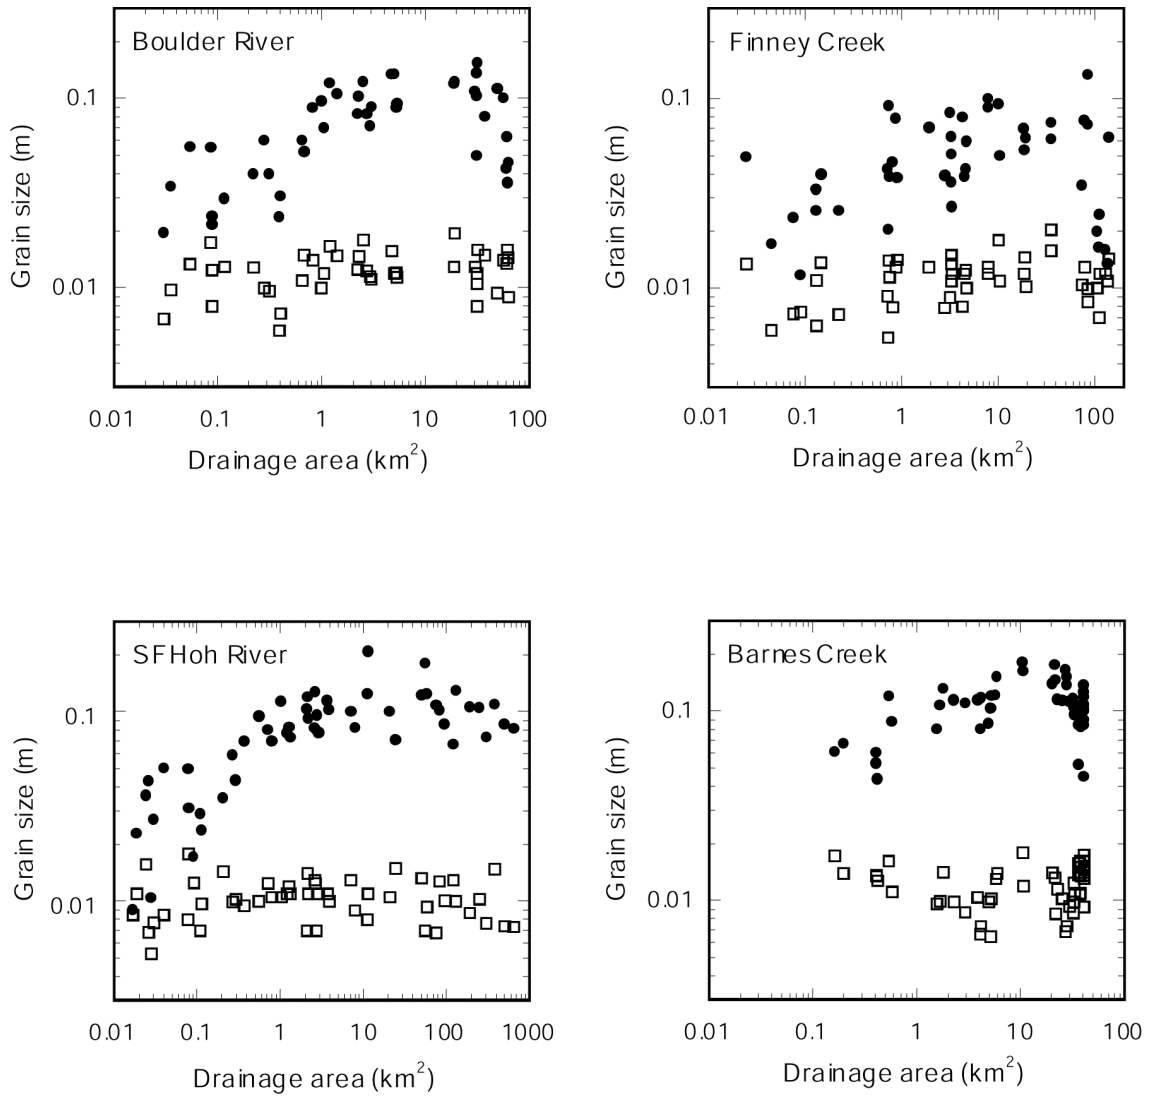 Boulder River
Grain size (m)
0.1
0.01
0.01 0.1 1 10 100
Drainage area (km²)
Finney Creek
Grain size (m)
0.1
0.01
0.01 0.1 1 10 100
Drainage area (km²)
SF Hoh River
Grain size (m)
0.1
0.01
0.01 0.1 1 10 100 1000
Drainage area (km²)
Barnes Creek
Grain size (m)
0.1
0.01
0.01 0.1 1 10 100
Drainage area (km²)